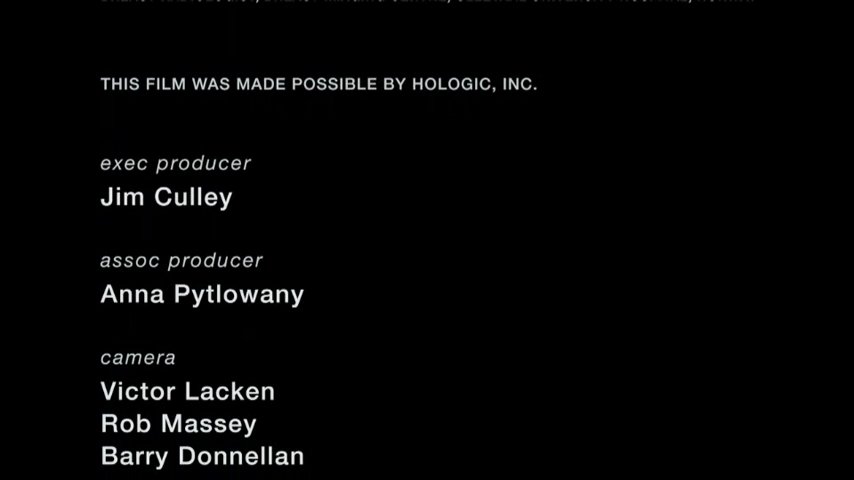 THIS FILM WAS MADE POSSIBLE BY HOLOGIC, INC.
exec producer
Jim Culley
assoc producer
Anna Pytlowany
camera
Victor Lacken
Rob Massey
Barry Donnellan